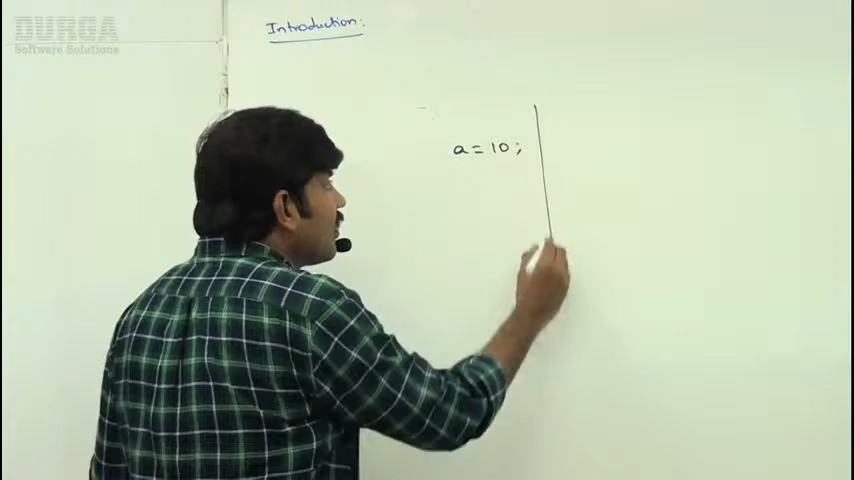 DURGA
Software Solutions
Introduction:
a = 10;